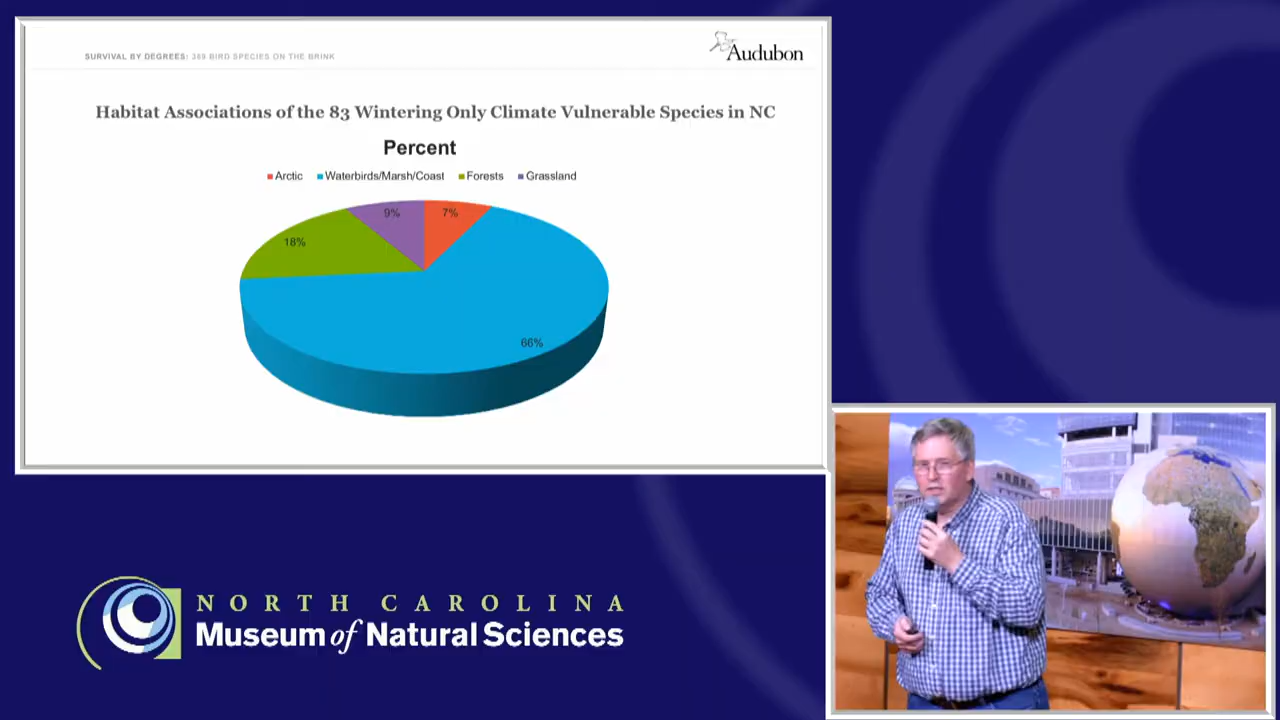 SURVIVAL BY DEGREES: 389 BIRD SPECIES ON THE BRINK
Audubon
Habitat Associations of the 83 Wintering Only Climate Vulnerable Species in NC
Percent
Arctic Waterbirds/Marsh/Coast Forests Grassland
9%
7%
18%
66%
NORTH CAROLINA
Museum of Natural Sciences